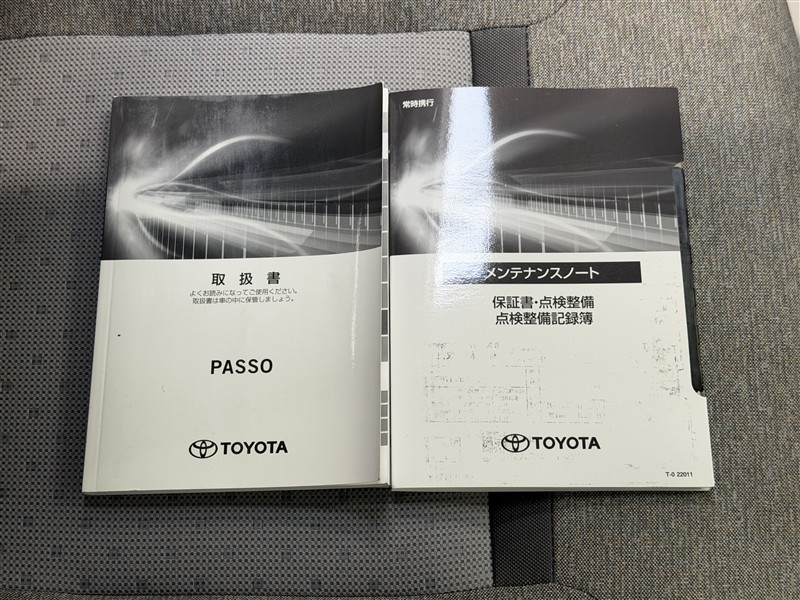 取扱書
よくお読みになってご使用ください。
取扱書は車の中に保管しましょう。
PASSO
TOYOTA
常時携行
メンテナンスノート
保証書・点検整備
点検整備記録簿
TOYOTA
T-0 22011